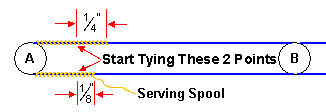 1/4"
A Start Tying These 2 Points B
1/8"
Serving Spool